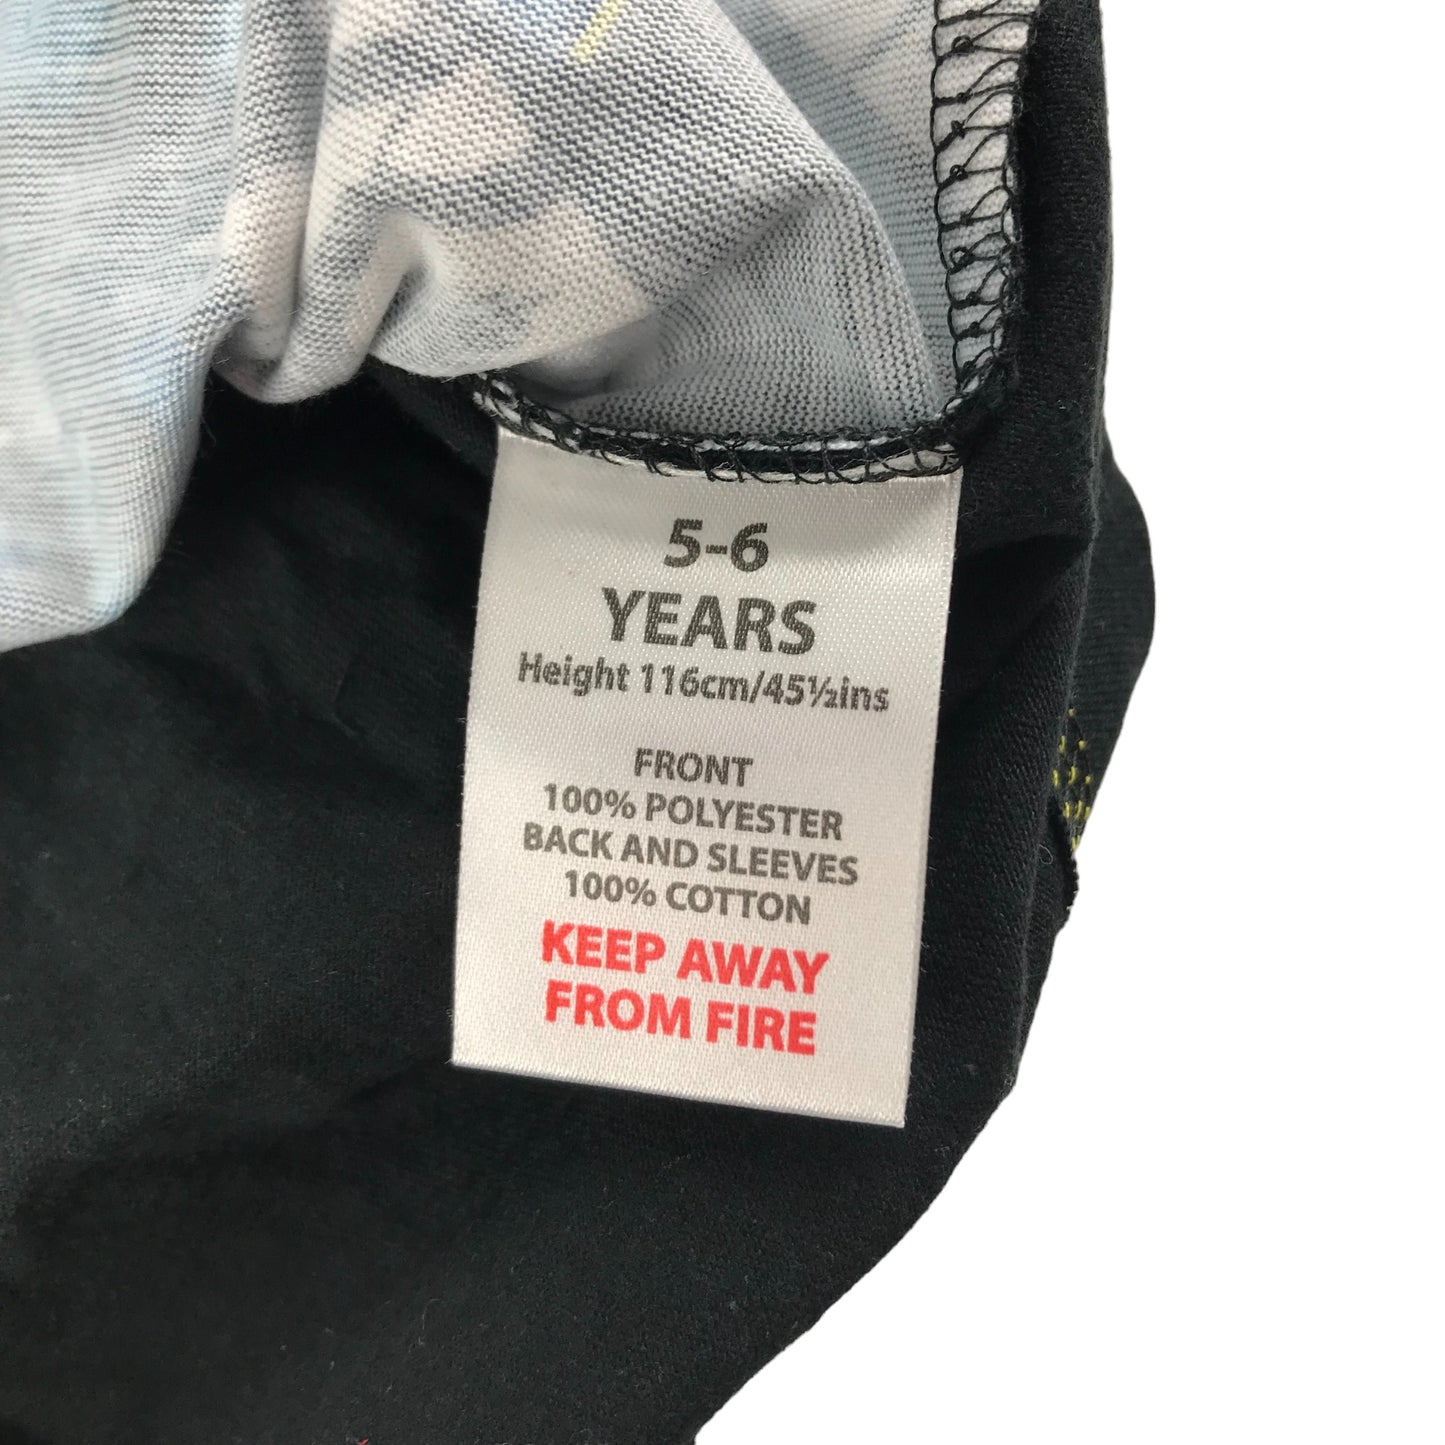 5-6
YEARS
Height 116cm/45½ins
FRONT
100% POLYESTER
BACK AND SLEEVES
100% COTTON
KEEP AWAY
FROM FIRE